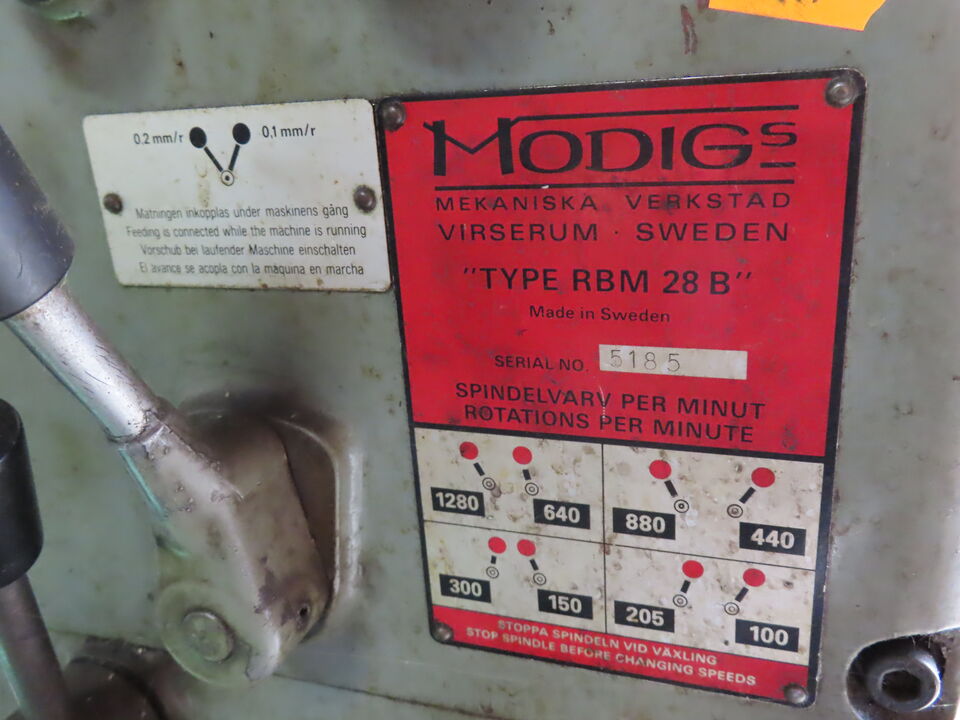 0.2 mm/r 0.1 mm/r
Matningen inkopplas under maskinens gång
Feeding is connected while the machine is running
Vorschub bei laufender Maschine einschalten
El avance se acopla con la maquina en marcha
MODIGS
MEKANISKA VERKSTAD
VIRSERUM · SWEDEN
"TYPE RBM 28 B"
Made in Sweden
SERIAL NO. 5185
SPINDELVARV PER MINUT
ROTATIONS PER MINUTE
1280 640 880 440
300 150 205 100
STOPPA SPINDELN VID VÄXLING
STOP SPINDLE BEFORE CHANGING SPEEDS